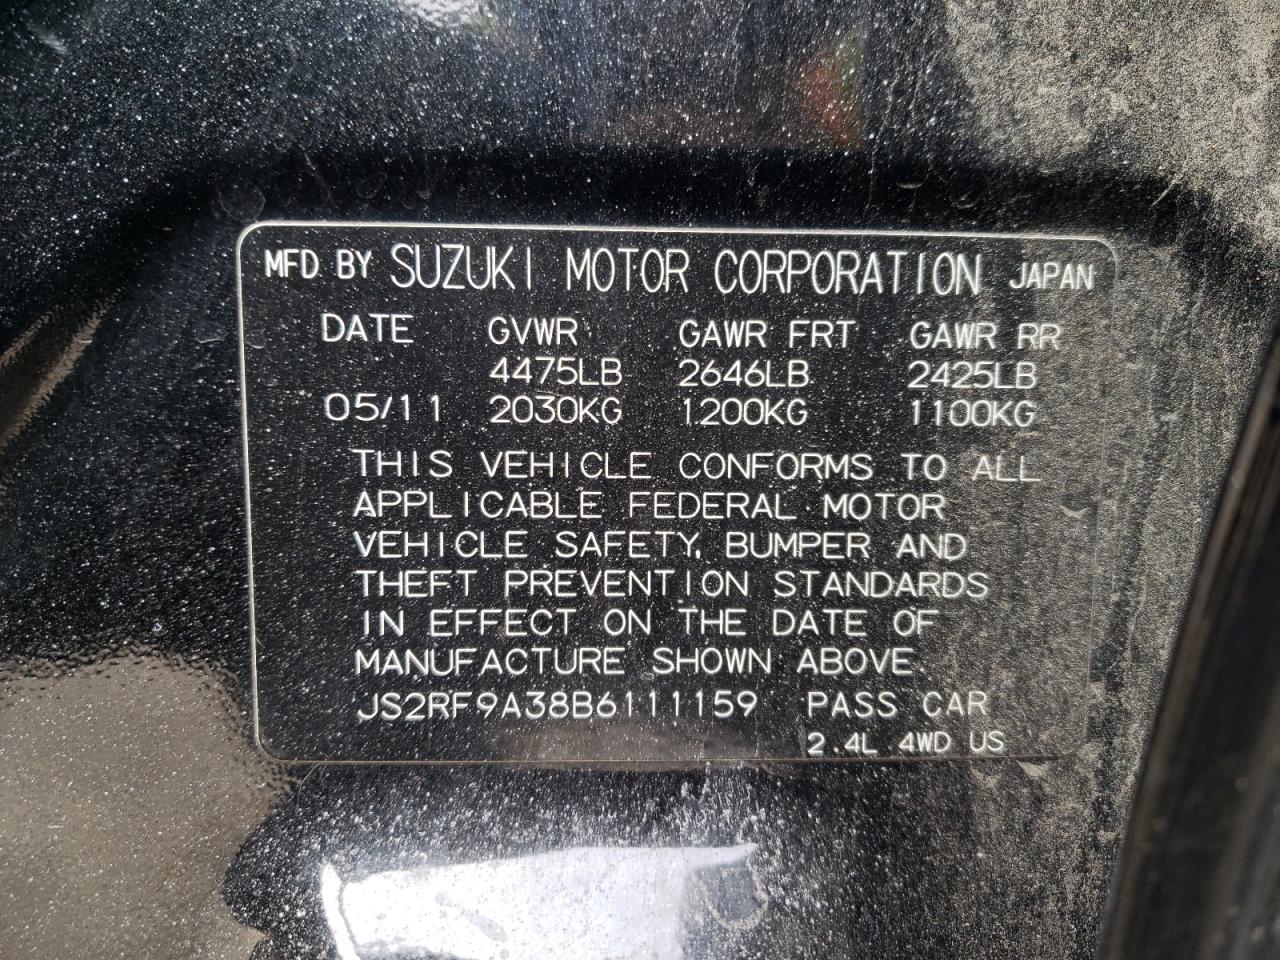 MFD BY SUZUKI MOTOR CORPORATION JAPAN
DATE GVWR GAWR FRT GAWR RR
4475LB 2646LB 2425LB
05/11 2030KG 1200KG 1100KG
THIS VEHICLE CONFORMS TO ALL
APPLICABLE FEDERAL MOTOR
VEHICLE SAFETY, BUMPER AND
THEFT PREVENTION STANDARDS
IN EFFECT ON THE DATE OF
MANUFACTURE SHOWN ABOVE.
JS2RF9A38B6111159 PASS CAR
2.4L 4WD US